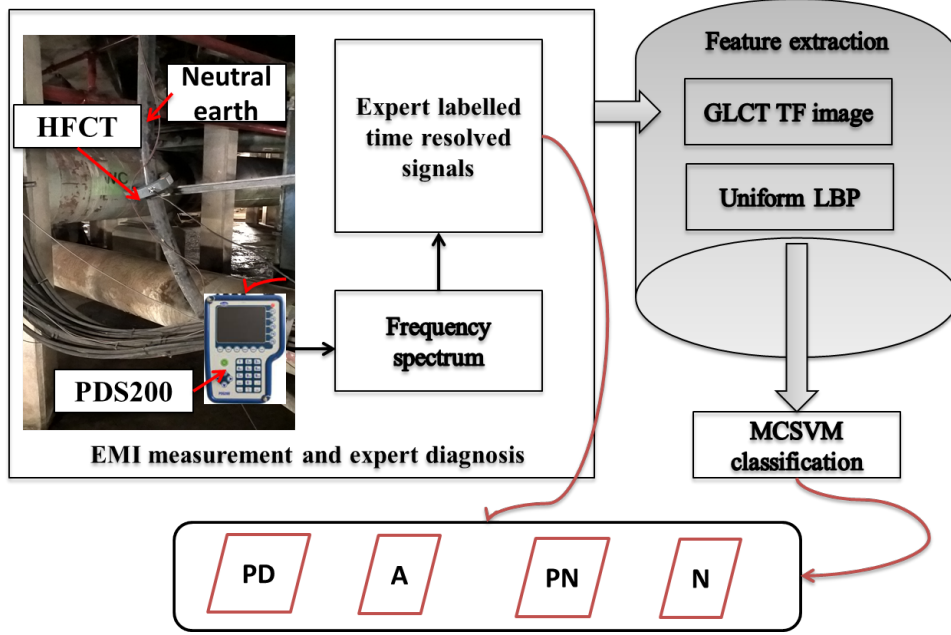 Neutral
earth
HFCT
WC
PDS200
Expert labelled
time resolved
signals
Frequency
spectrum
EMI measurement and expert diagnosis
Feature extraction
GLCT TF image
Uniform LBP
MCSVM
classification
PD
A
PN
N